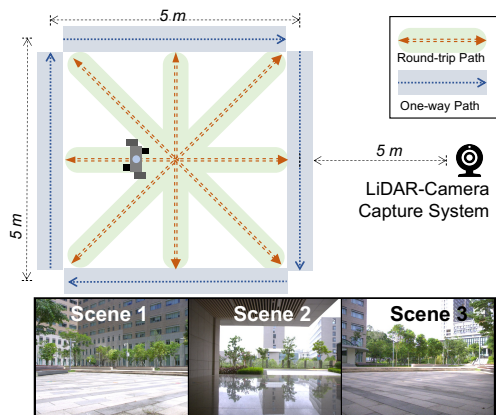 5 m
Round-trip Path
One-way Path
5 m
5 m
LiDAR-Camera
Capture System
Scene 1
Scene 2
Scene 3